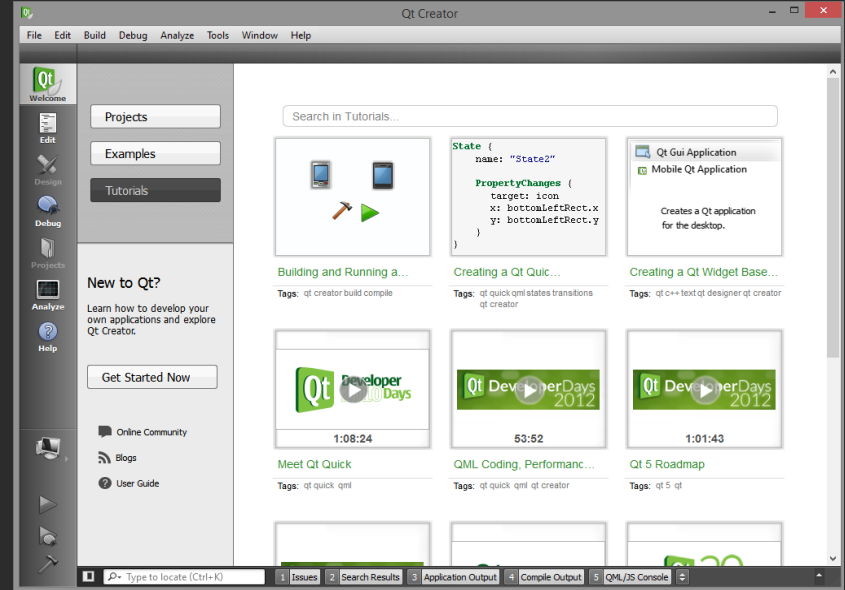 Qt Creator
File Edit Build Debug Analyze Tools Window Help
Qt
Welcome
Edit
Design
Debug
Projects
Analyze
Help
Projects
Examples
Tutorials
New to Qt?
Learn how to develop your
own applications and explore
Qt Creator.
Get Started Now
Online Community
Blogs
User Guide
Search in Tutorials...
State {
name: "State2"
PropertyChanges {
target: icon
x: bottomLeftRect.x
y: bottomLeftRect.y
}
}
Qt Gui Application
Mobile Qt Application
Creates a Qt application
for the desktop.
Building and Running a...
Tags: qt creator build compile
Creating a Qt Quic...
Tags: qt quick qml states transitions
qt creator
Creating a Qt Widget Base...
Tags: qt c++ text qt designer qt creator
Qt Developer
Days
1:08:24
Qt DeveloperDays
2012
53:52
Qt DeveloperDays
2012
1:01:43
Meet Qt Quick
Tags: qt quick qml
QML Coding, Performanc...
Tags: qt quick qml qt creator
Qt 5 Roadmap
Tags: qt 5 qt
Type to locate (Ctrl+K)
1 Issues 2 Search Results 3 Application Output 4 Compile Output 5 QML/JS Console